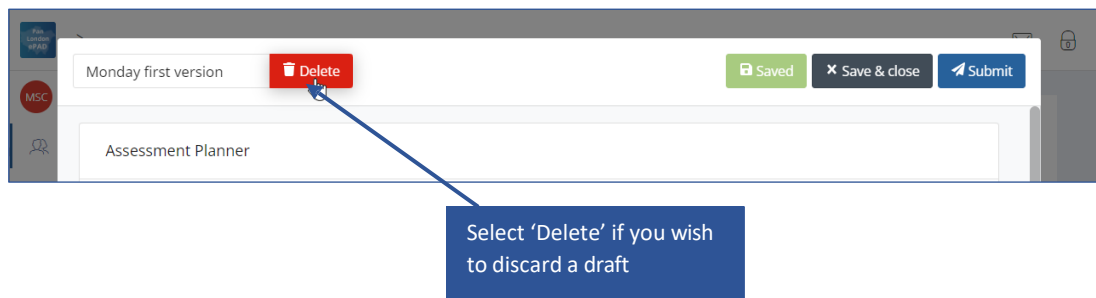 Pan
London
ePAD
Monday first version
Delete
Saved
Save & close
Submit
0
MSC
Assessment Planner
Select ‘Delete’ if you wish
to discard a draft